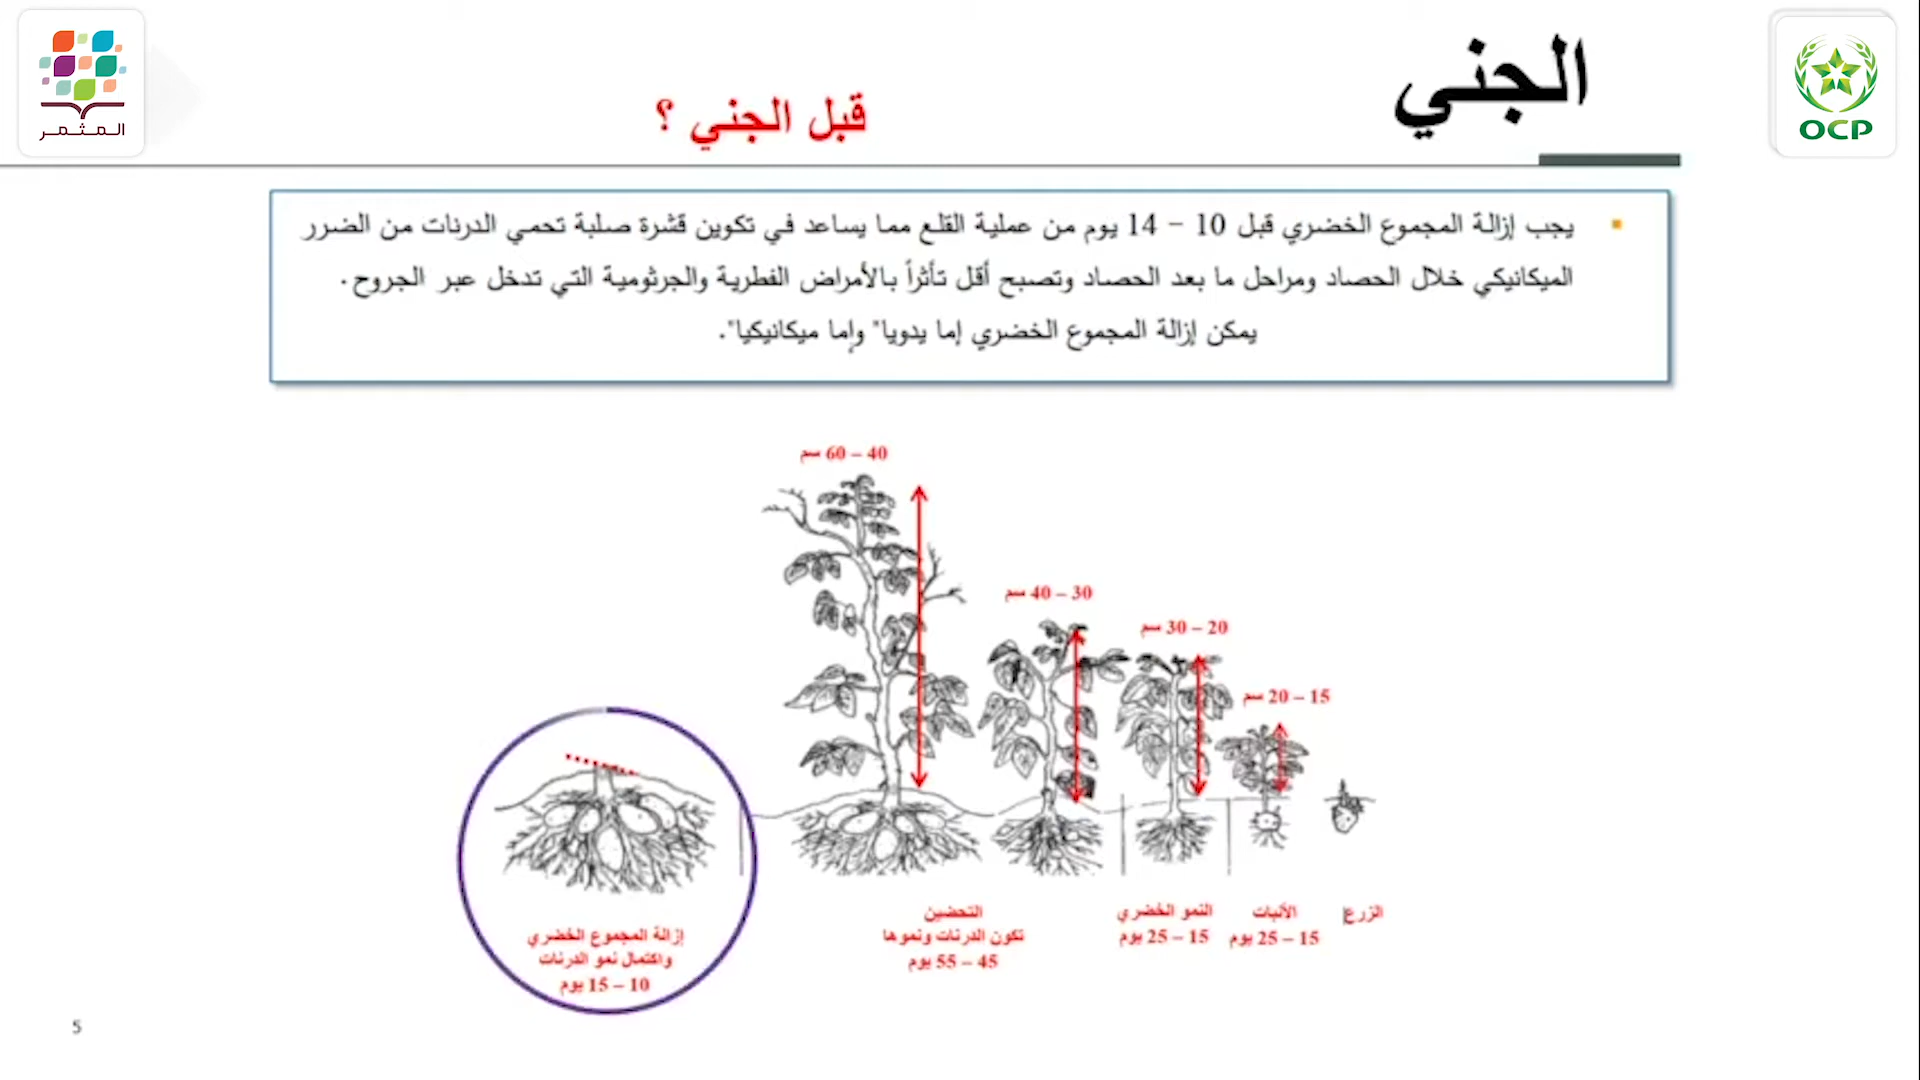 المثمر
OCP
الجني
قبل الجني ؟
يجب إزالة المجموع الخضري قبل 10 – 14 يوم من عملية القلع مما يساعد في تكوين قشرة صلبة تحمي الدرنات من الضرر
الميكانيكي خلال الحصاد ومراحل ما بعد الحصاد وتصبح أقل تأثراً بالأمراض الفطرية والجرثومية التي تدخل عبر الجروح.
يمكن إزالة المجموع الخضري إما يدويا" وإما ميكانيكيا".
40 – 60 سم
30 – 40 سم
20 – 30 سم
15 – 20 سم
الزرع
الألبات
15 – 25 يوم
النمو الخضري
15 – 25 يوم
التحضين
تكون الدرنات ونموها
45 – 55 يوم
إزالة المجموع الخضري
واكتمال نمو الدرنات
10 – 15 يوم
5